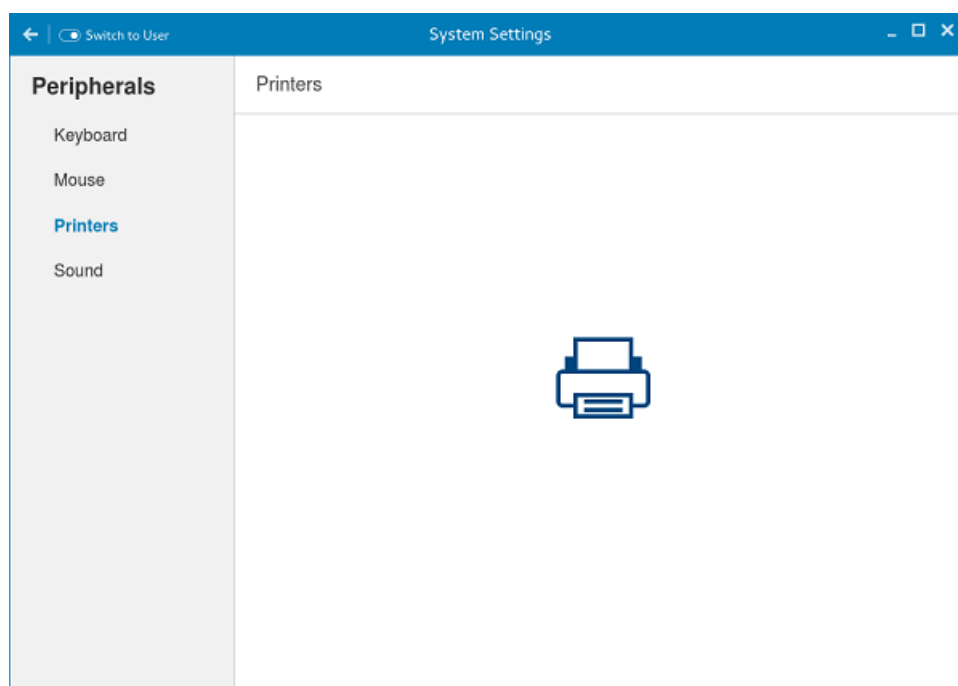 Switch to User
System Settings
Peripherals
Keyboard
Mouse
Printers
Sound
Printers